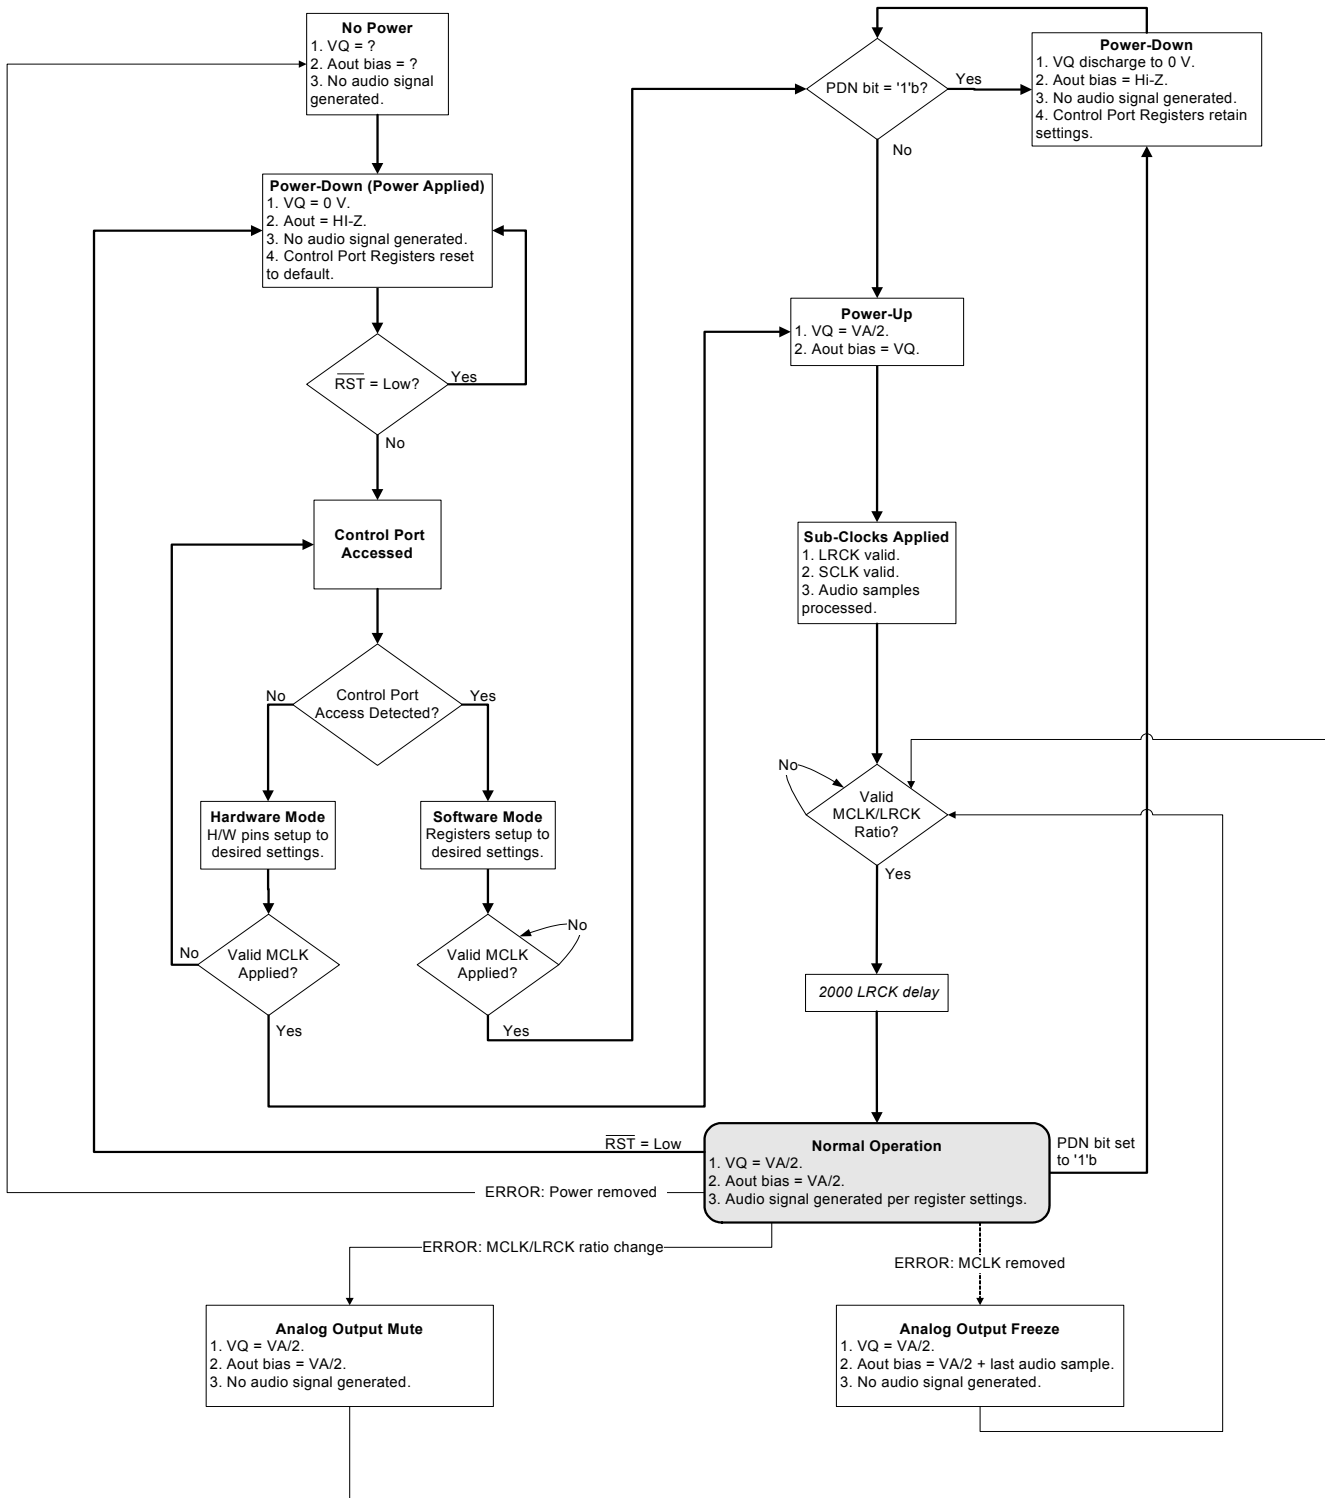 No Power
1. VQ = ?
2. Aout bias = ?
3. No audio signal
generated.
Power-Down (Power Applied)
1. VQ = 0 V.
2. Aout = HI-Z.
3. No audio signal generated.
4. Control Port Registers reset
to default.
RST = Low?
Yes
No
Control Port
Accessed
Control Port
Access Detected?
No
Yes
Hardware Mode
H/W pins setup to
desired settings.
Software Mode
Registers setup to
desired settings.
Valid MCLK
Applied?
No
Yes
Valid MCLK
Applied?
No
Yes
PDN bit = '1'b?
Yes
No
Power-Down
1. VQ discharge to 0 V.
2. Aout bias = Hi-Z.
3. No audio signal generated.
4. Control Port Registers retain
settings.
Power-Up
1. VQ = VA/2.
2. Aout bias = VQ.
Sub-Clocks Applied
1. LRCK valid.
2. SCLK valid.
3. Audio samples
processed.
No
Valid
MCLK/LRCK
Ratio?
Yes
2000 LRCK delay
Normal Operation
1. VQ = VA/2.
2. Aout bias = VA/2.
3. Audio signal generated per register settings.
RST = Low
PDN bit set
to '1'b
ERROR: Power removed
ERROR: MCLK/LRCK ratio change
ERROR: MCLK removed
Analog Output Mute
1. VQ = VA/2.
2. Aout bias = VA/2.
3. No audio signal generated.
Analog Output Freeze
1. VQ = VA/2.
2. Aout bias = VA/2 + last audio sample.
3. No audio signal generated.